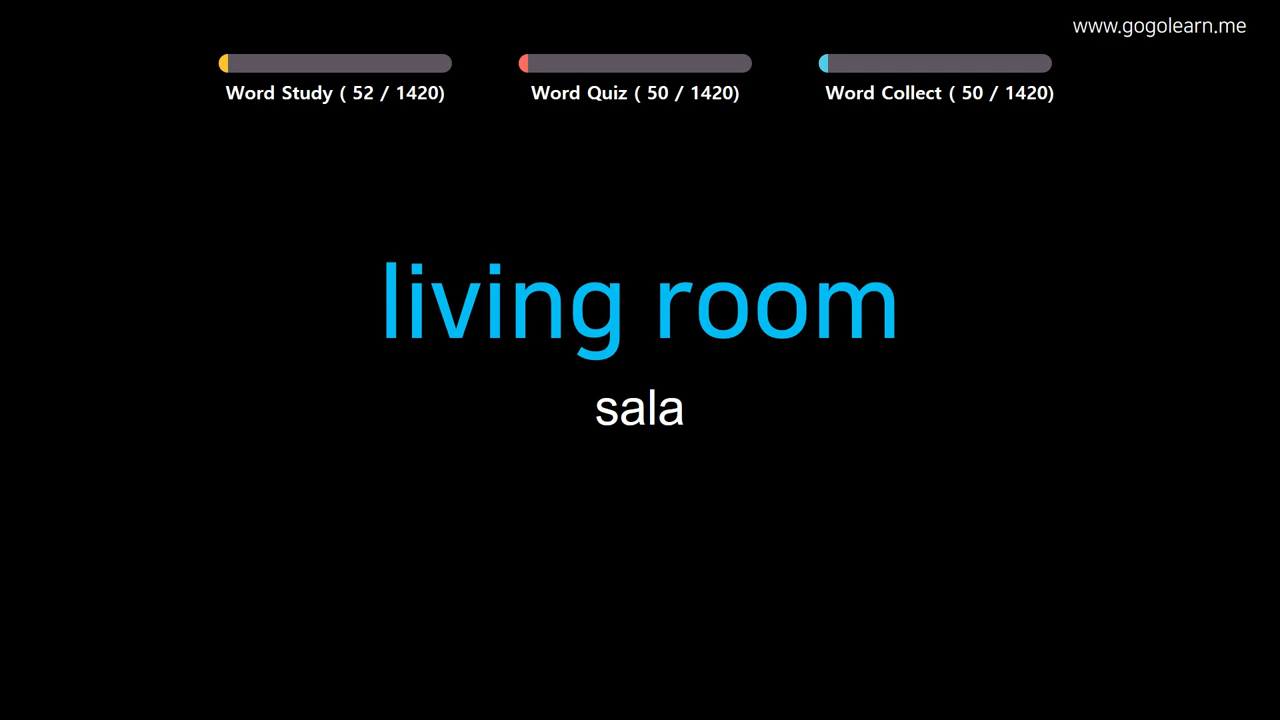 www.gogolearn.me
Word Study ( 52 / 1420)
Word Quiz ( 50 / 1420)
Word Collect ( 50 / 1420)
living room
sala